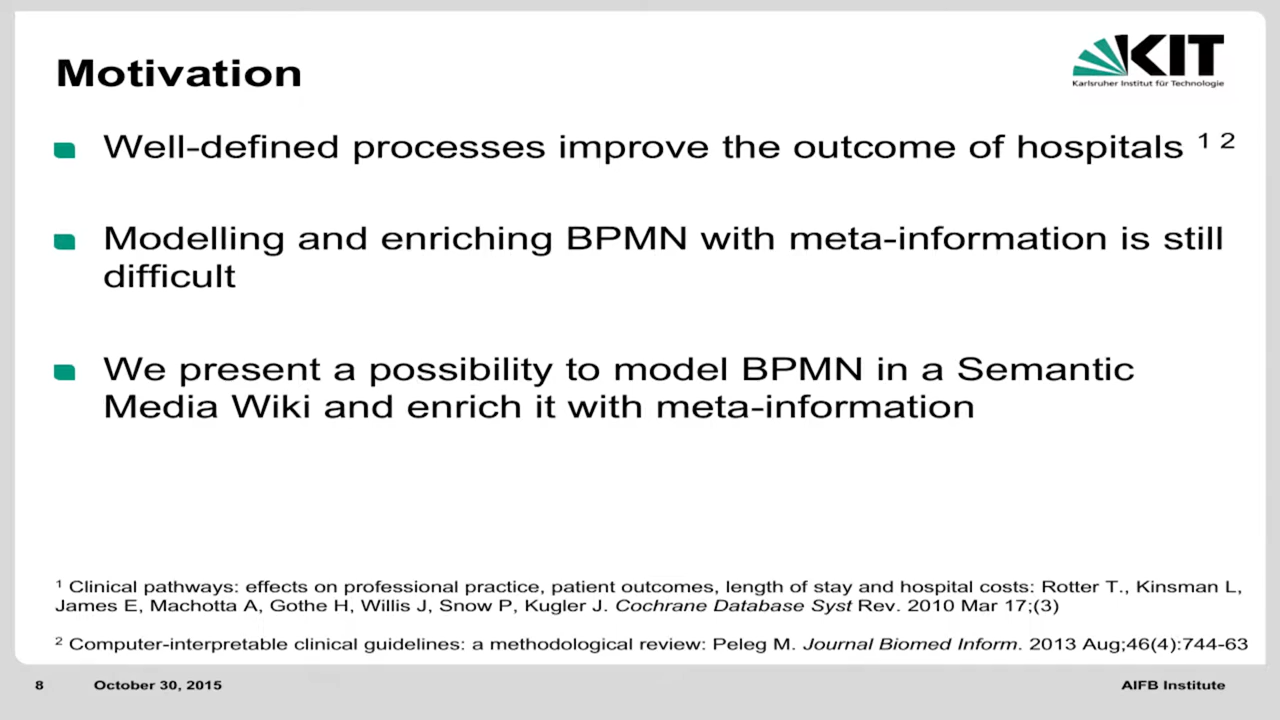 Motivation
KIT
Karlsruher Institut für Technologie
Well-defined processes improve the outcome of hospitals ¹ ²
Modelling and enriching BPMN with meta-information is still
difficult
We present a possibility to model BPMN in a Semantic
Media Wiki and enrich it with meta-information
¹ Clinical pathways: effects on professional practice, patient outcomes, length of stay and hospital costs: Rotter T., Kinsman L,
James E, Machotta A, Gothe H, Willis J, Snow P, Kugler J. Cochrane Database Syst Rev. 2010 Mar 17;(3)
² Computer-interpretable clinical guidelines: a methodological review: Peleg M. Journal Biomed Inform. 2013 Aug;46(4):744-63
8 October 30, 2015 AIFB Institute